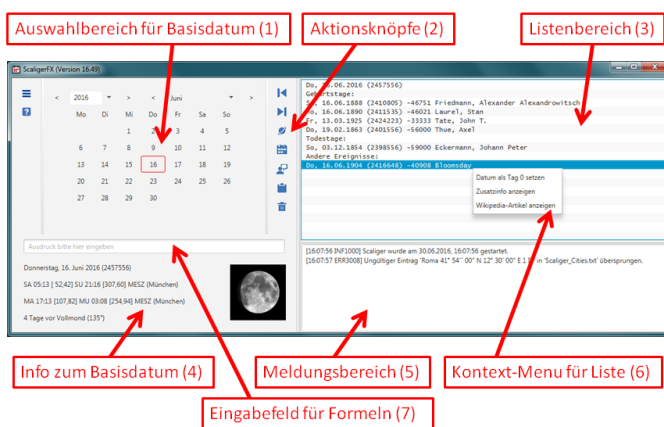 Auswahlbereich für Basisdatum (1)
Aktionsknöpfe (2)
Listenbereich (3)
ScaligerFX (Version 16.49)
< 2016 > < Juni >
Mo Di Mi Do Fr Sa So
1 2 3 4 5
6 7 8 9 10 11 12
13 14 15 16 17 18 19
20 21 22 23 24 25 26
27 28 29 30
Do, 16.06.2016 (2457556)
Geburtstage:
16.06.1888 (2410805) -46751 Friedmann, Alexander Alexandrowitsch
16.06.1890 (2411535) -46021 Laurel, Stan
Fr, 13.03.1925 (2424223) -33333 Tate, John T.
Do, 19.02.1863 (2401556) -56000 Thue, Axel
Todestage:
So, 03.12.1854 (2398556) -59000 Eckermann, Johann Peter
Andere Ereignisse:
Do, 16.06.1904 (2416648) -40908 Bloomsday
Datum als Tag 0 setzen
Zusatzinfo anzeigen
Wikipedia-Artikel anzeigen
Ausdruck bitte hier eingeben
Donnerstag, 16. Juni 2016 (2457556)
SA 05:13 [ 52,42] SU 21:16 [307,60] MESZ (München)
MA 17:13 [107,82] MU 03:08 [254,94] MESZ (München)
4 Tage vor Vollmond (135°)
[16:07:56 INF1000] Scaliger wurde am 30.06.2016, 16:07:56 gestartet.
[16:07:57 ERR3008] Ungültiger Eintrag 'Roma 41° 54'' 00" N 12° 30' 00" E 1 in 'Scaliger_Cities.txt' übersprungen.
Info zum Basisdatum (4)
Meldungsbereich (5)
Kontext-Menu für Liste (6)
Eingabefeld für Formeln (7)